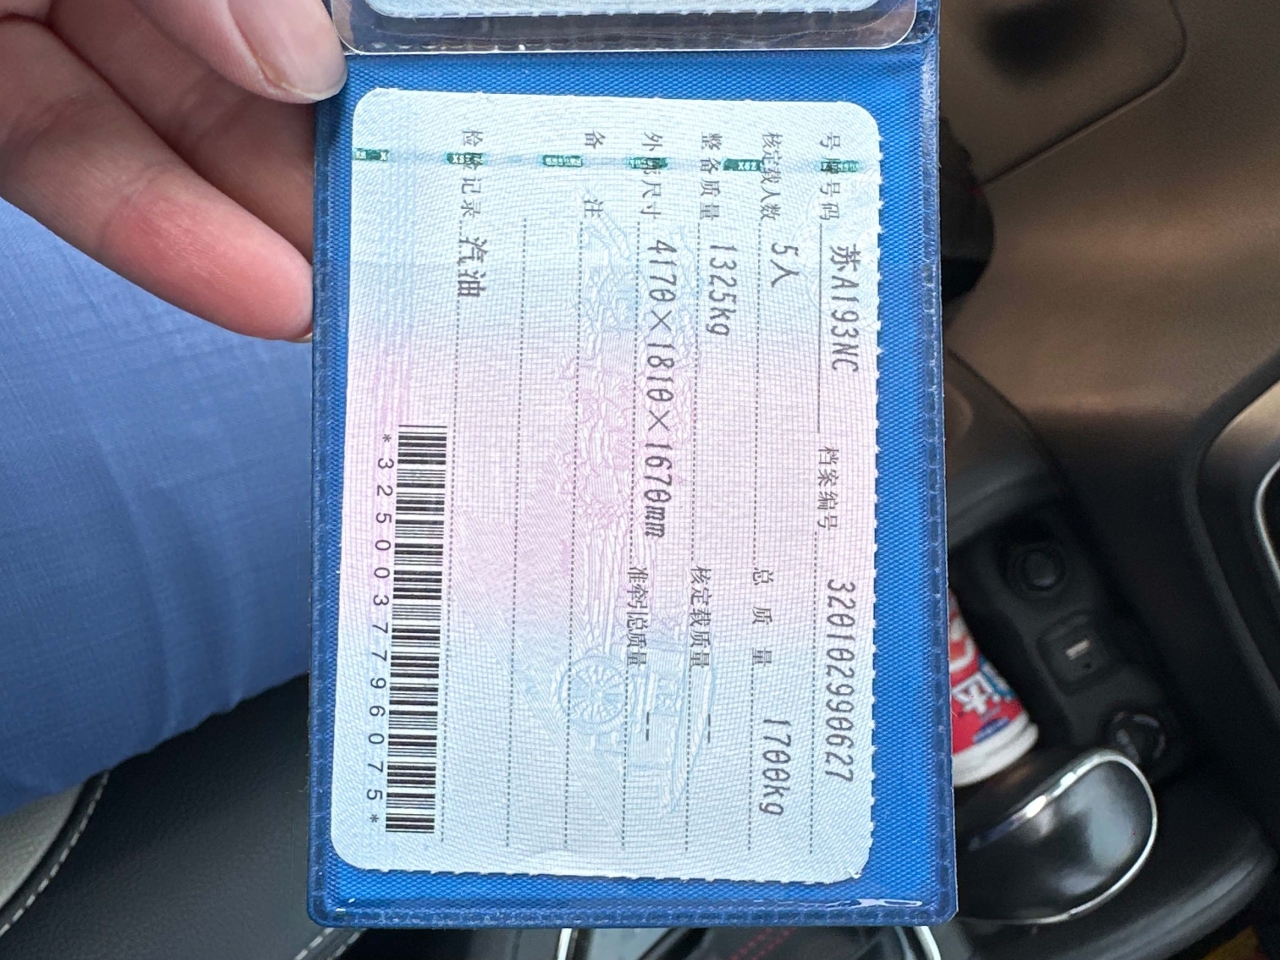 号牌号码 苏A193NC 档案编号 320102990627
核定载人数 5人 总质量 1700kg
整备质量 1325kg 核定载质量 --
外廓尺寸 4170×1810×1670mm 准牵引总质量 --
备注
检验记录 汽油
*3250037796075*